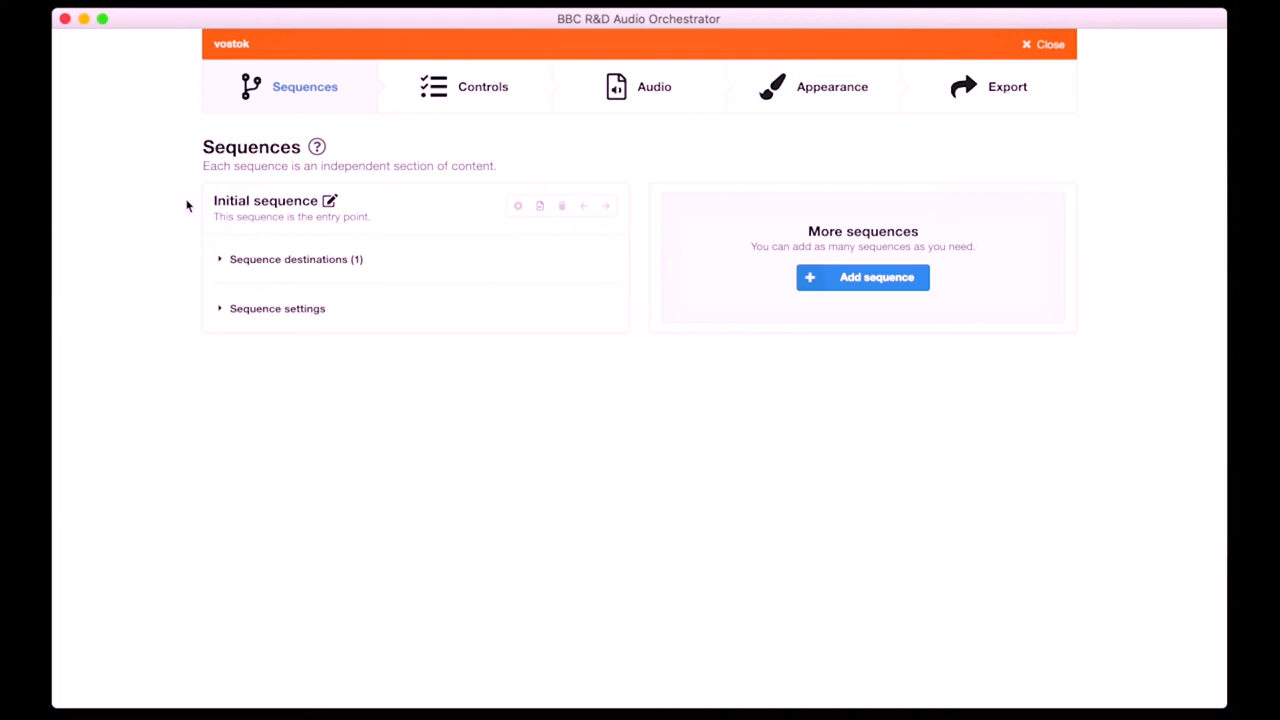 BBC R&D Audio Orchestrator
vostok
Close
Sequences
Controls
Audio
Appearance
Export
Sequences ?
Each sequence is an independent section of content.
Initial sequence
This sequence is the entry point.
Sequence destinations (1)
Sequence settings
More sequences
You can add as many sequences as you need.
Add sequence